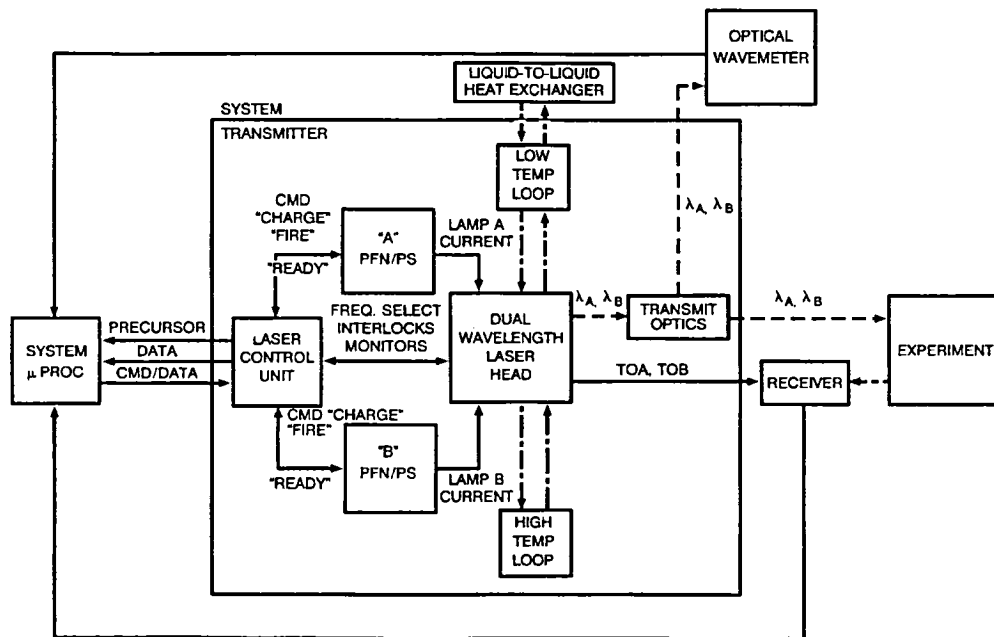 OPTICAL
WAVEMETER
LIQUID-TO-LIQUID
HEAT EXCHANGER
SYSTEM
TRANSMITTER
LOW
TEMP
LOOP
CMD
"CHARGE"
"FIRE"
"READY"
"A"
PFN/PS
LAMP A
CURRENT
λA, λB
FREQ. SELECT
INTERLOCKS
MONITORS
DUAL
WAVELENGTH
LASER
HEAD
λA, λB
TRANSMIT
OPTICS
λA, λB
EXPERIMENT
SYSTEM
μ PROC
PRECURSOR
DATA
CMD/DATA
LASER
CONTROL
UNIT
TOA, TOB
RECEIVER
CMD "CHARGE"
"FIRE"
"READY"
"B"
PFN/PS
LAMP B
CURRENT
HIGH
TEMP
LOOP